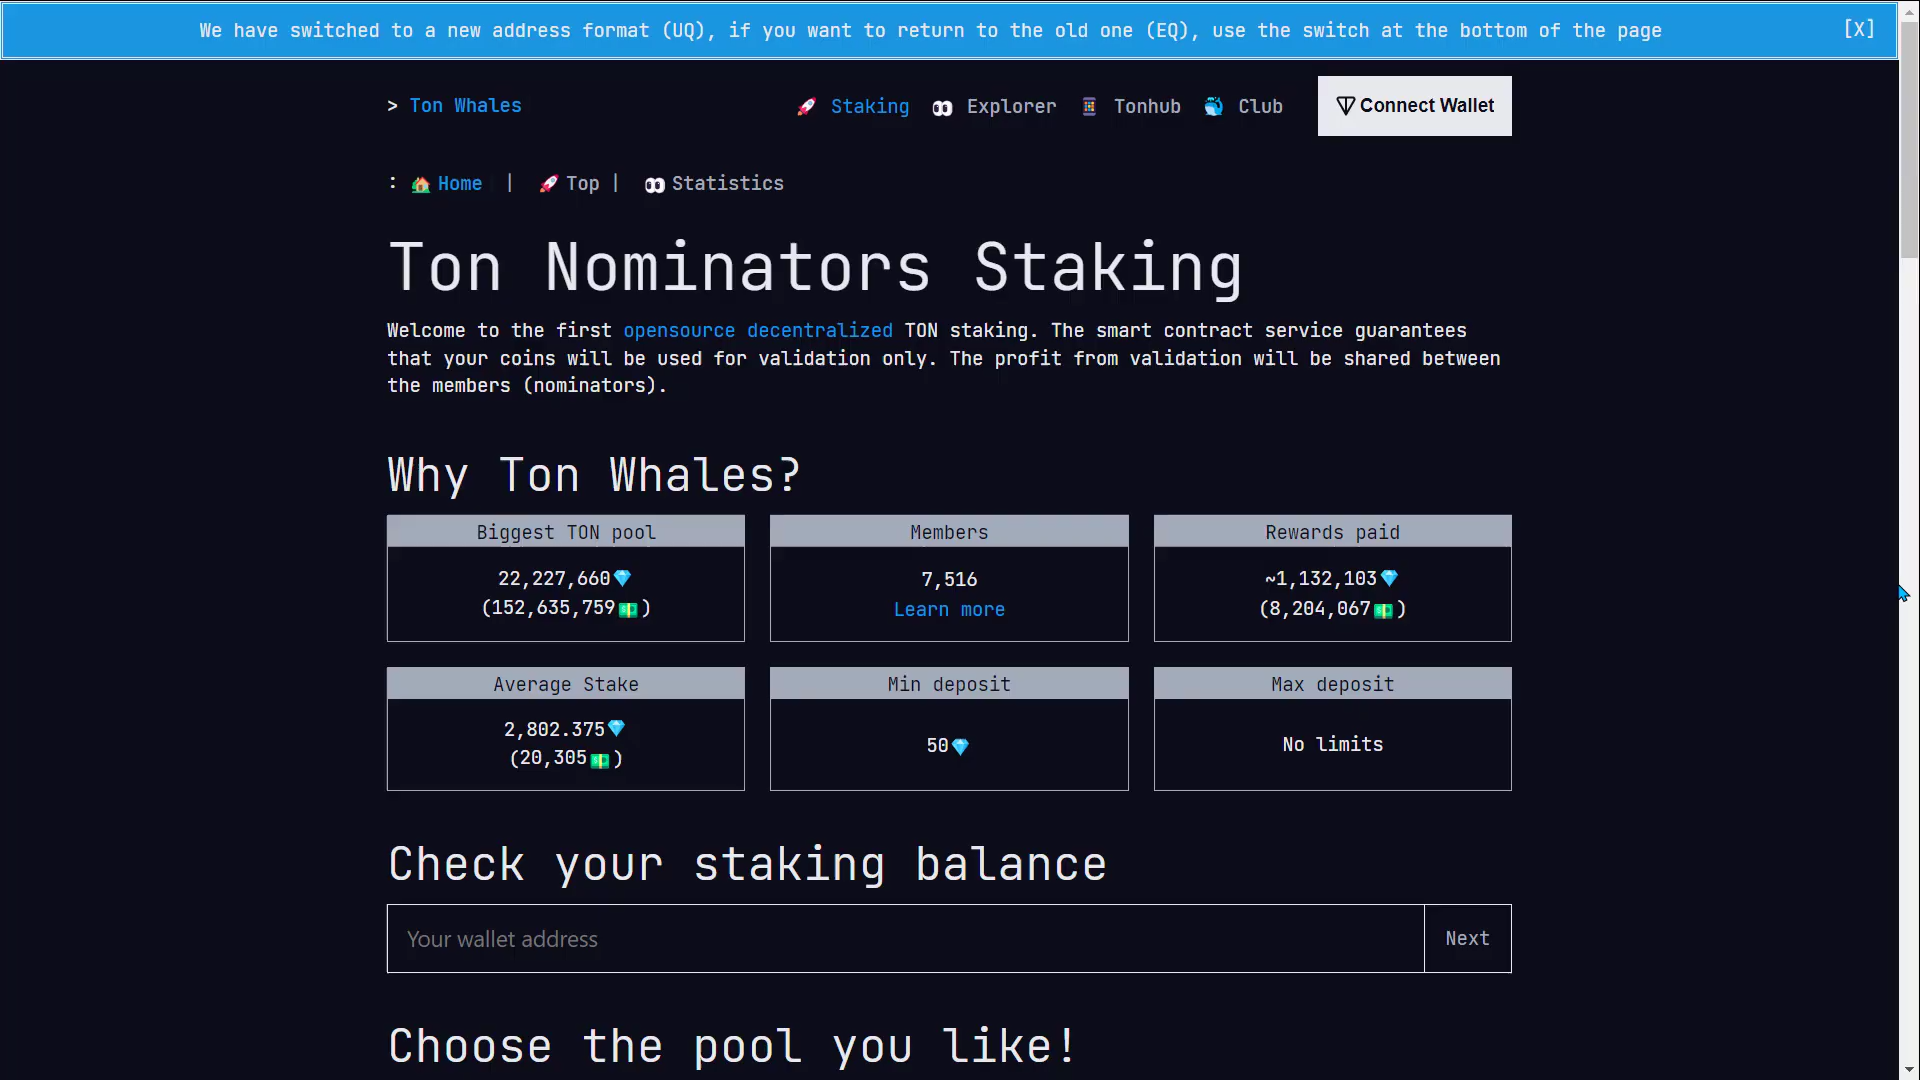 We have switched to a new address format (UQ), if you want to return to the old one (EQ), use the switch at the bottom of the page
[X]
> Ton Whales
Staking
Explorer
Tonhub
Club
Connect Wallet
: Home | Top | Statistics
Ton Nominators Staking
Welcome to the first opensource decentralized TON staking. The smart contract service guarantees
that your coins will be used for validation only. The profit from validation will be shared between
the members (nominators).
Why Ton Whales?
Biggest TON pool
22,227,660💎
(152,635,759💵)
Members
7,516
Learn more
Rewards paid
~1,132,103💎
(8,204,067💵)
Average Stake
2,802.375💎
(20,305💵)
Min deposit
50💎
Max deposit
No limits
Check your staking balance
Your wallet address
Next
Choose the pool you like!